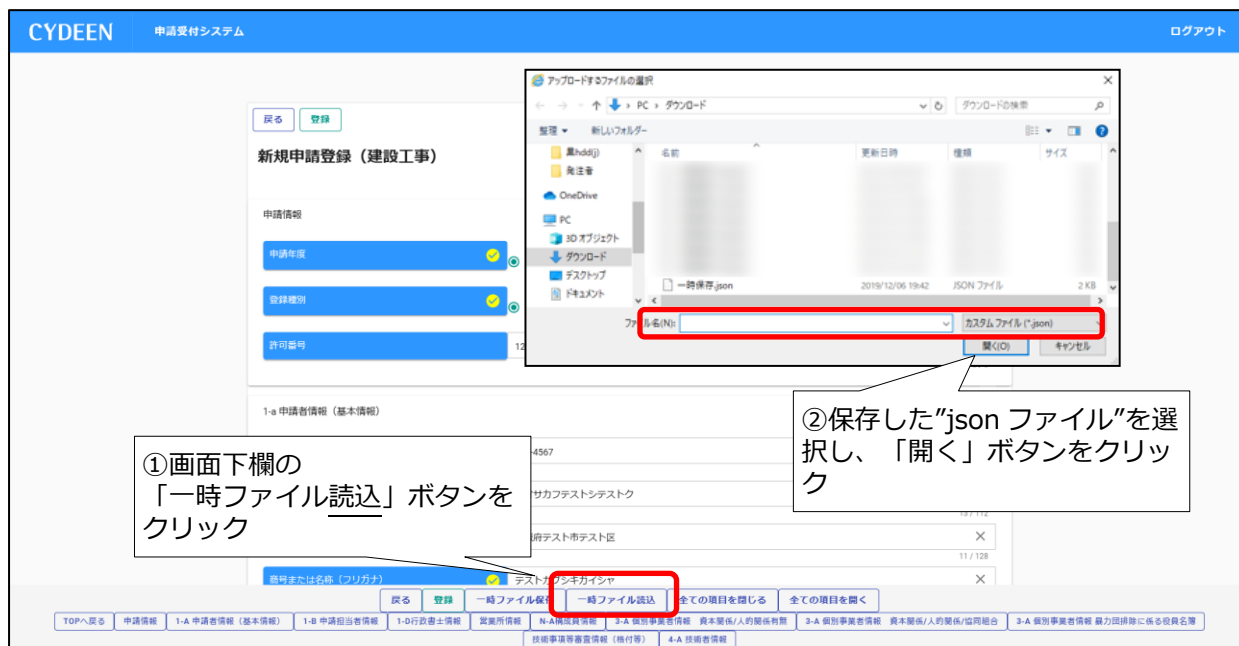 CYDEEN 申請受付システム ログアウト
戻る 登録
新規申請登録（建設工事）
申請情報
申請年度
登録種別
許可番号 12
アップロードするファイルの選択
PC › ダウンロード ダウンロードの検索
整理 新しいフォルダー
黒hdd(j)
発注者
OneDrive
PC
3D オブジェクト
ダウンロード
デスクトップ
ドキュメント
名前 更新日時 種類 サイズ
一時保存.json 2019/12/06 19:42 JSON ファイル 2 KB
ファイル名(N): カスタム ファイル (*.json)
開く(O) キャンセル
1-a 申請者情報（基本情報）
-4567
サカフテストシテストク
府テスト市テスト区
11 / 128
商号または名称（フリガナ） テストカブシキカイシャ
①画面下欄の
「一時ファイル読込」ボタンを
クリック
②保存した”json ファイル”を選
択し、「開く」ボタンをクリッ
ク
戻る 登録 一時ファイル保存 一時ファイル読込 全ての項目を閉じる 全ての項目を開く
TOPへ戻る 申請情報 1-A 申請者情報（基本情報） 1-B 申請担当者情報 1-D行政書士情報 営業所情報 N-A構成員情報 3-A 個別事業者情報 資本関係/人的関係有無 3-A 個別事業者情報 資本関係/人的関係/協同組合 3-A 個別事業者情報 暴力団排除に係る役員名簿
技術事項等審査情報（格付等） 4-A 技術者情報